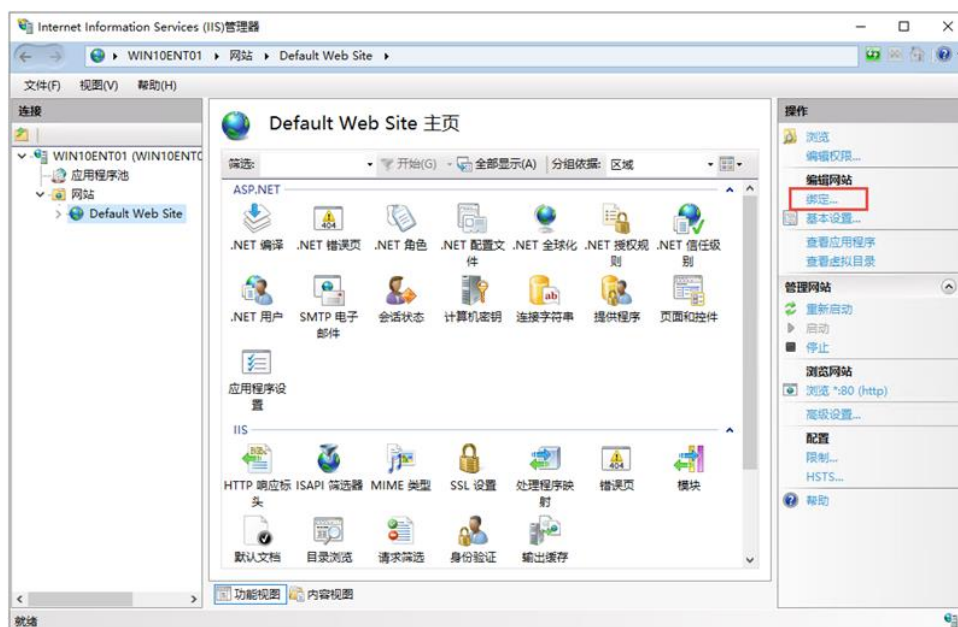 Internet Information Services (IIS)管理器
WIN10ENT01 网站 Default Web Site
文件(F) 视图(V) 帮助(H)
连接
WIN10ENT01 (WIN10ENTC
应用程序池
网站
Default Web Site
Default Web Site 主页
筛选: 开始(G) 全部显示(A) 分组依据: 区域
ASP.NET
.NET 编译 .NET 错误页 .NET 角色 .NET 配置文件 .NET 全球化 .NET 授权规则 .NET 信任级别
.NET 用户 SMTP 电子邮件 会话状态 计算机密钥 连接字符串 提供程序 页面和控件
应用程序设置
IIS
HTTP 响应标头 ISAPI 筛选器 MIME 类型 SSL 设置 处理程序映射 错误页 模块
默认文档 目录浏览 请求筛选 身份验证 输出缓存
功能视图 内容视图
操作
浏览
编辑权限...
编辑网站
绑定...
基本设置...
查看应用程序
查看虚拟目录
管理网站
重新启动
启动
停止
浏览网站
浏览 *:80 (http)
高级设置...
配置
限制...
HSTS...
帮助
就绪